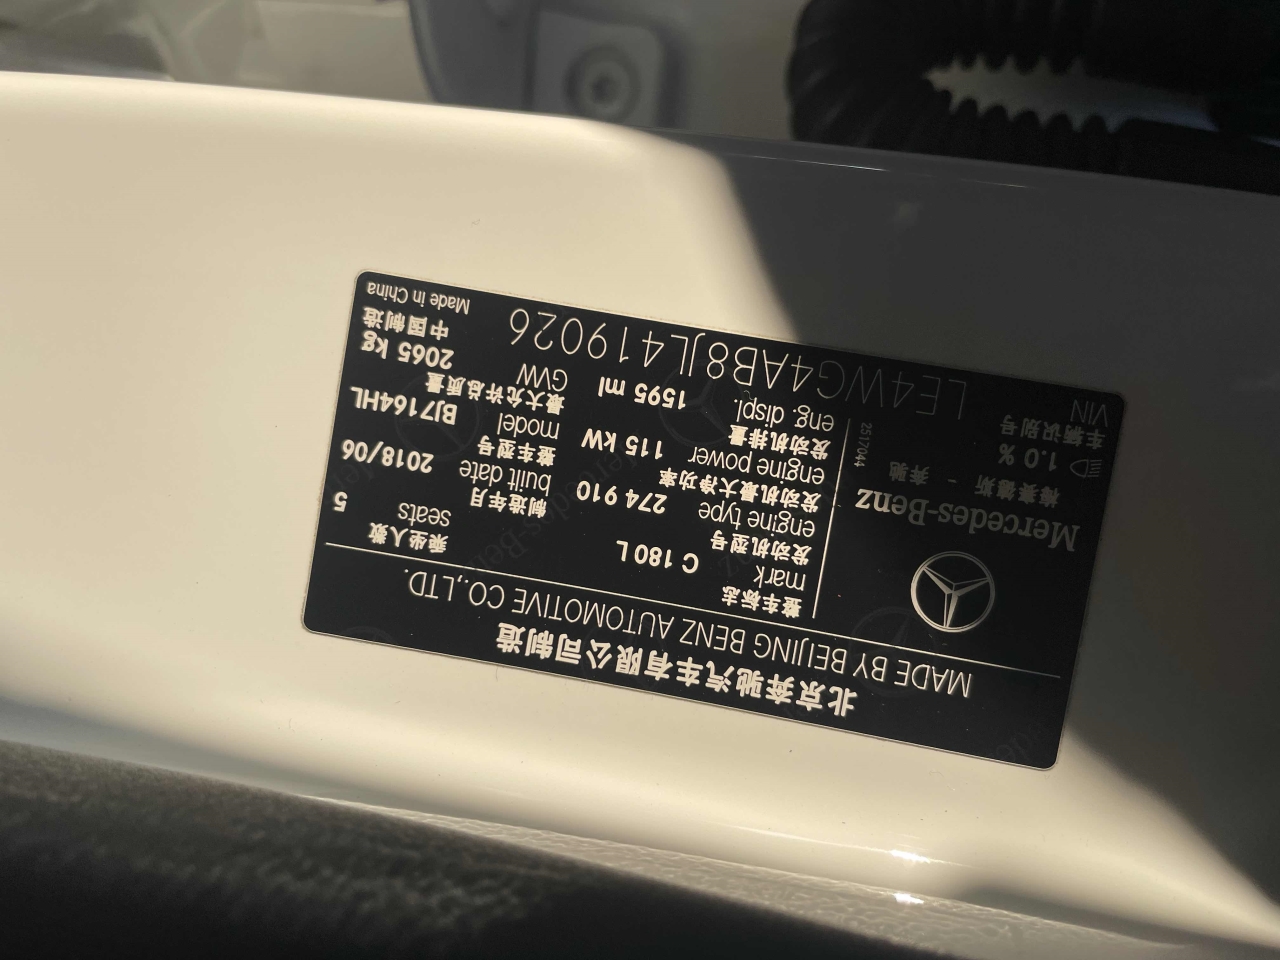 北京奔驰汽车有限公司制造
MADE BY BEIJING BENZ AUTOMOTIVE CO.,LTD.
Mercedes-Benz
梅赛德斯 - 奔驰
1.0 %
2517044
整车标志
mark C 180 L
发动机型号
engine type 274 910
发动机最大净功率
engine power 115 kW
发动机排量
eng. displ. 1595 ml
乘坐人数
seats 5
制造年月
built date 2018/06
整车型号
model BJ7164HL
最大允许总质量
GVW 2065 kg
车辆识别号
VIN LE4WG4AB8JL419026
中国制造
Made in China